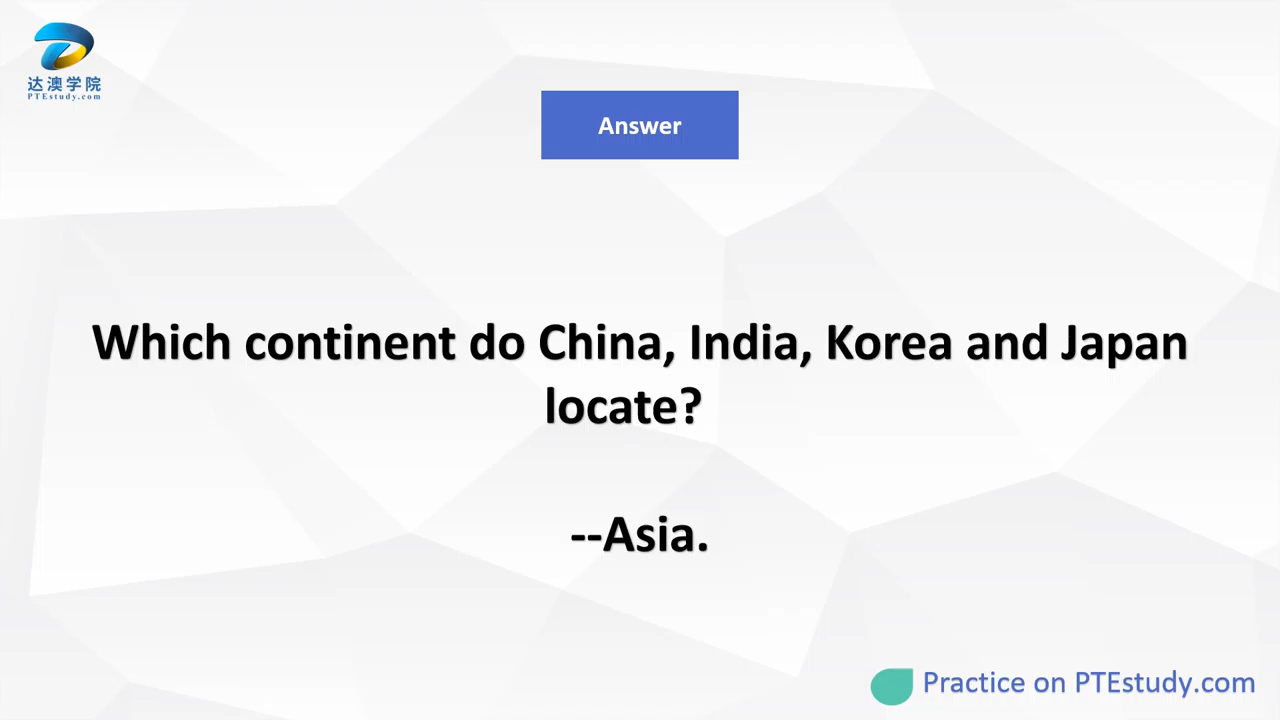 达澳学院
PTEstudy.com
Answer
Which continent do China, India, Korea and Japan
locate?
--Asia.
Practice on PTEstudy.com